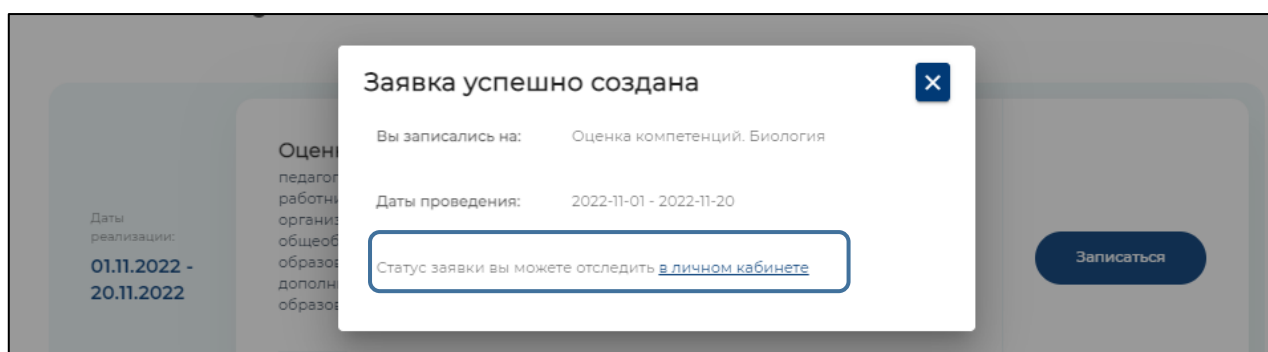 Заявка успешно создана
Вы записались на: Оценка компетенций. Биология
Даты проведения: 2022-11-01 - 2022-11-20
Статус заявки вы можете отследить в личном кабинете
Даты
реализации:
01.11.2022 -
20.11.2022
Записаться